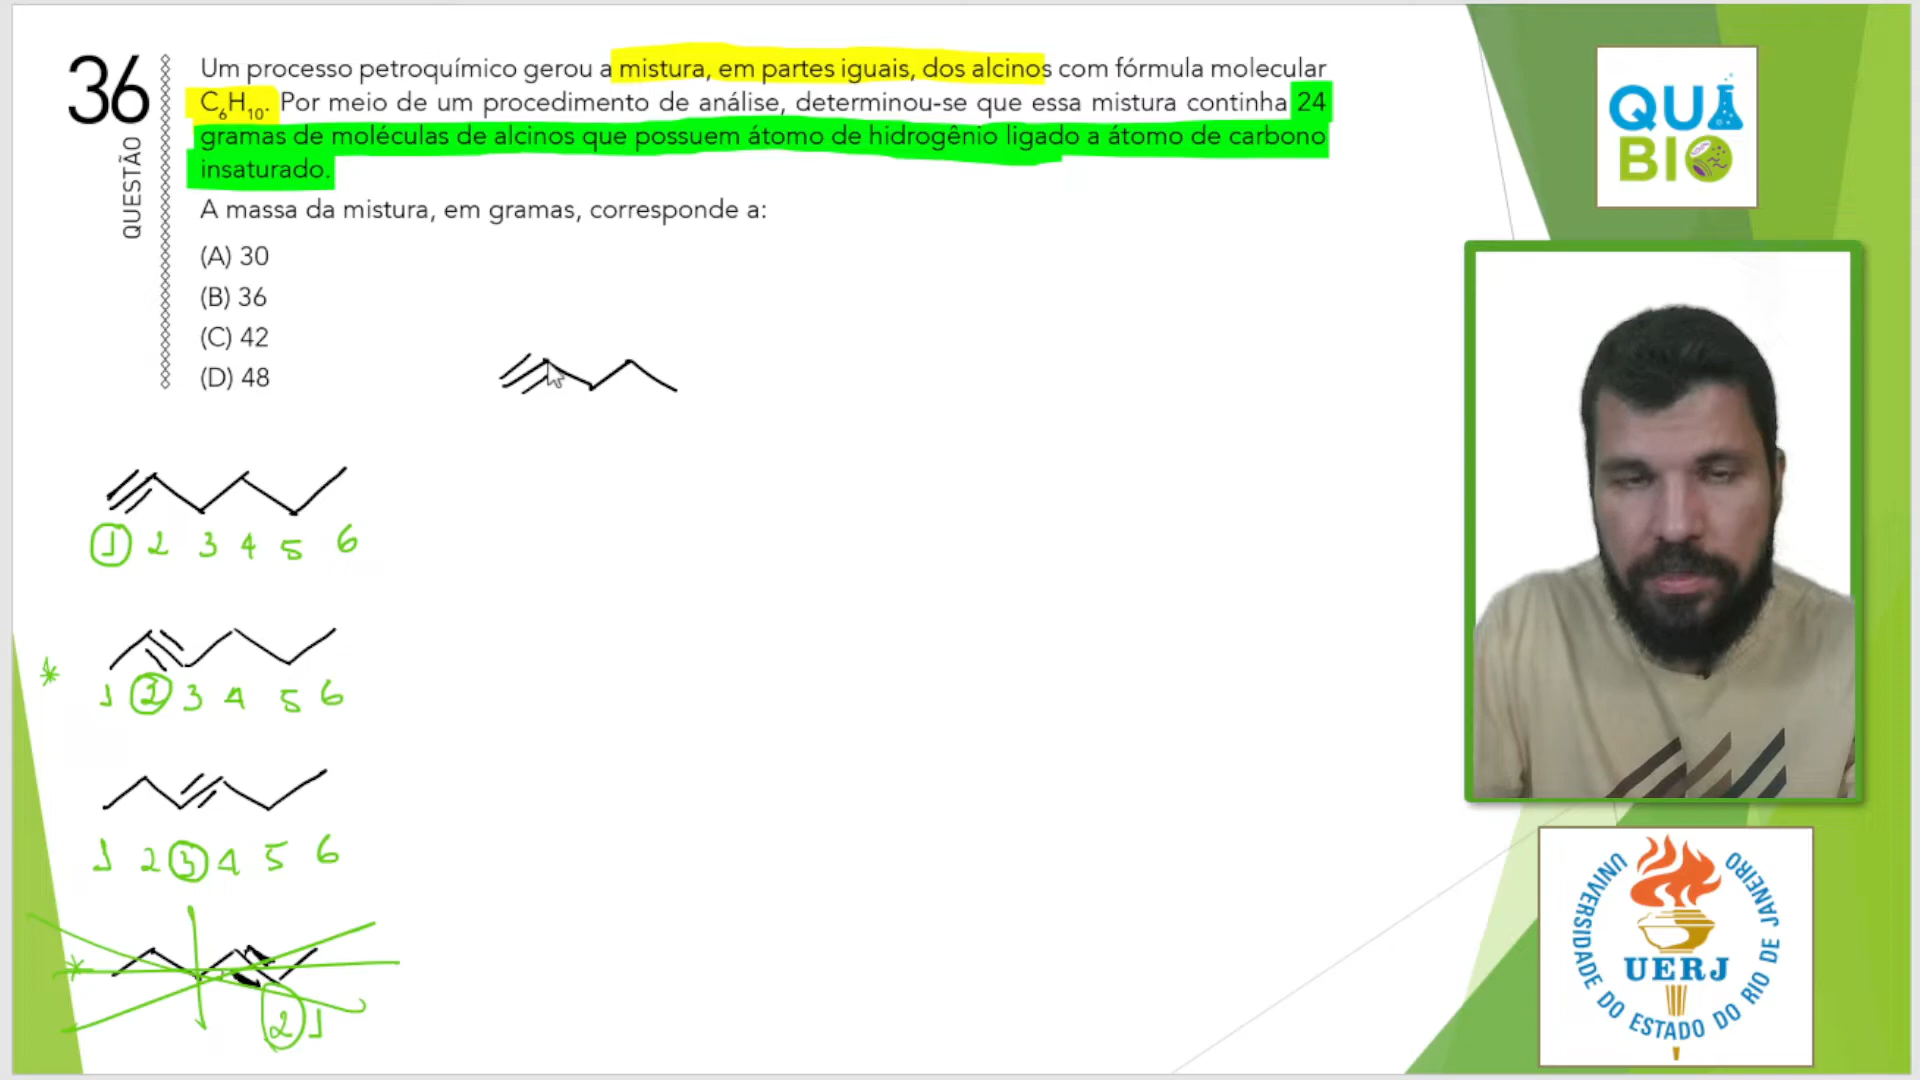 36
QUESTÃO
Um processo petroquímico gerou a mistura, em partes iguais, dos alcinos com fórmula molecular
C₆H₁₀. Por meio de um procedimento de análise, determinou-se que essa mistura continha 24
gramas de moléculas de alcinos que possuem átomo de hidrogênio ligado a átomo de carbono
insaturado.
A massa da mistura, em gramas, corresponde a:
(A) 30
(B) 36
(C) 42
(D) 48
1 2 3 4 5 6
* 1 2 3 4 5 6
1 2 3 4 5 6
*
2 1
QUI
BIO
UNIVERSIDADE DO ESTADO DO RIO DE JANEIRO
UERJ